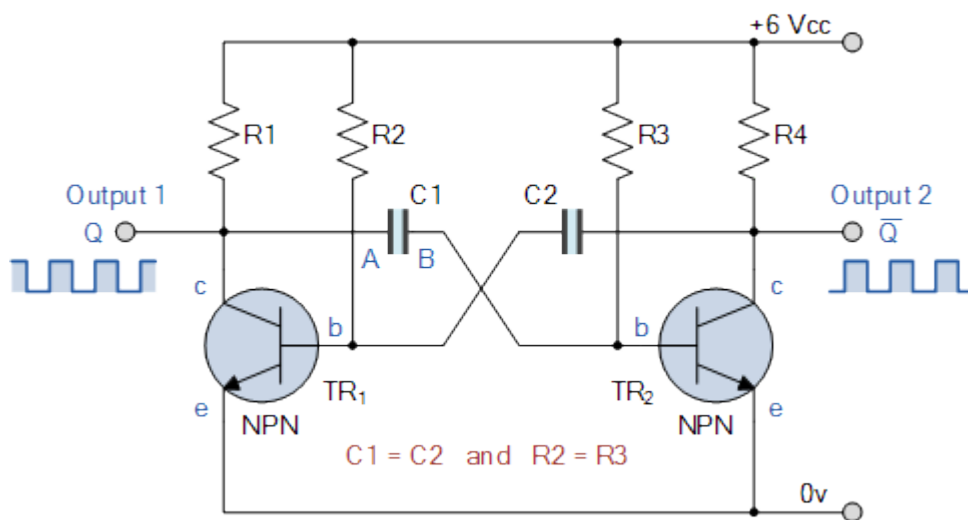 +6 Vcc
R1
R2
R3
R4
Output 1
C1
C2
Output 2
Q
A
B
Q̅
c
c
b
b
TR₁
TR₂
e
NPN
NPN
e
C1 = C2 and R2 = R3
0v